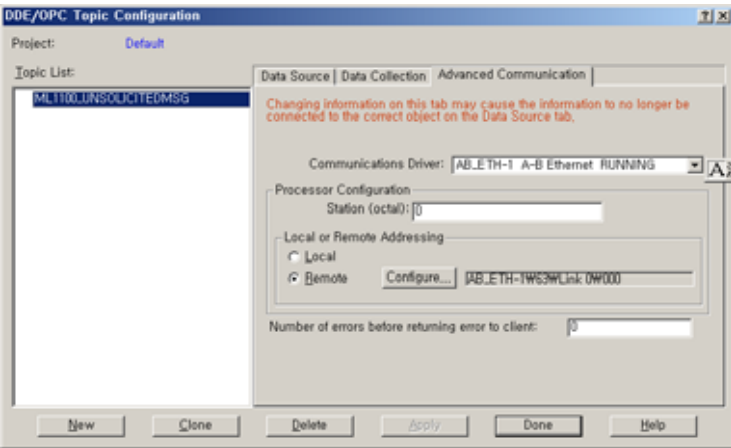 DDE/OPC Topic Configuration
Project: Default
Topic List:
ML1100_UNSOLICITEDMSG
Data Source
Data Collection
Advanced Communication
Changing information on this tab may cause the information to no longer be
connected to the correct object on the Data Source tab.
Communications Driver: AB_ETH-1 A-B Ethernet RUNNING
A
Processor Configuration
Station (octal): 0
Local or Remote Addressing
Local
Remote Configure... AB_ETH-1₩63₩Link 0₩000
Number of errors before returning error to client: 0
New Clone Delete Apply Done Help